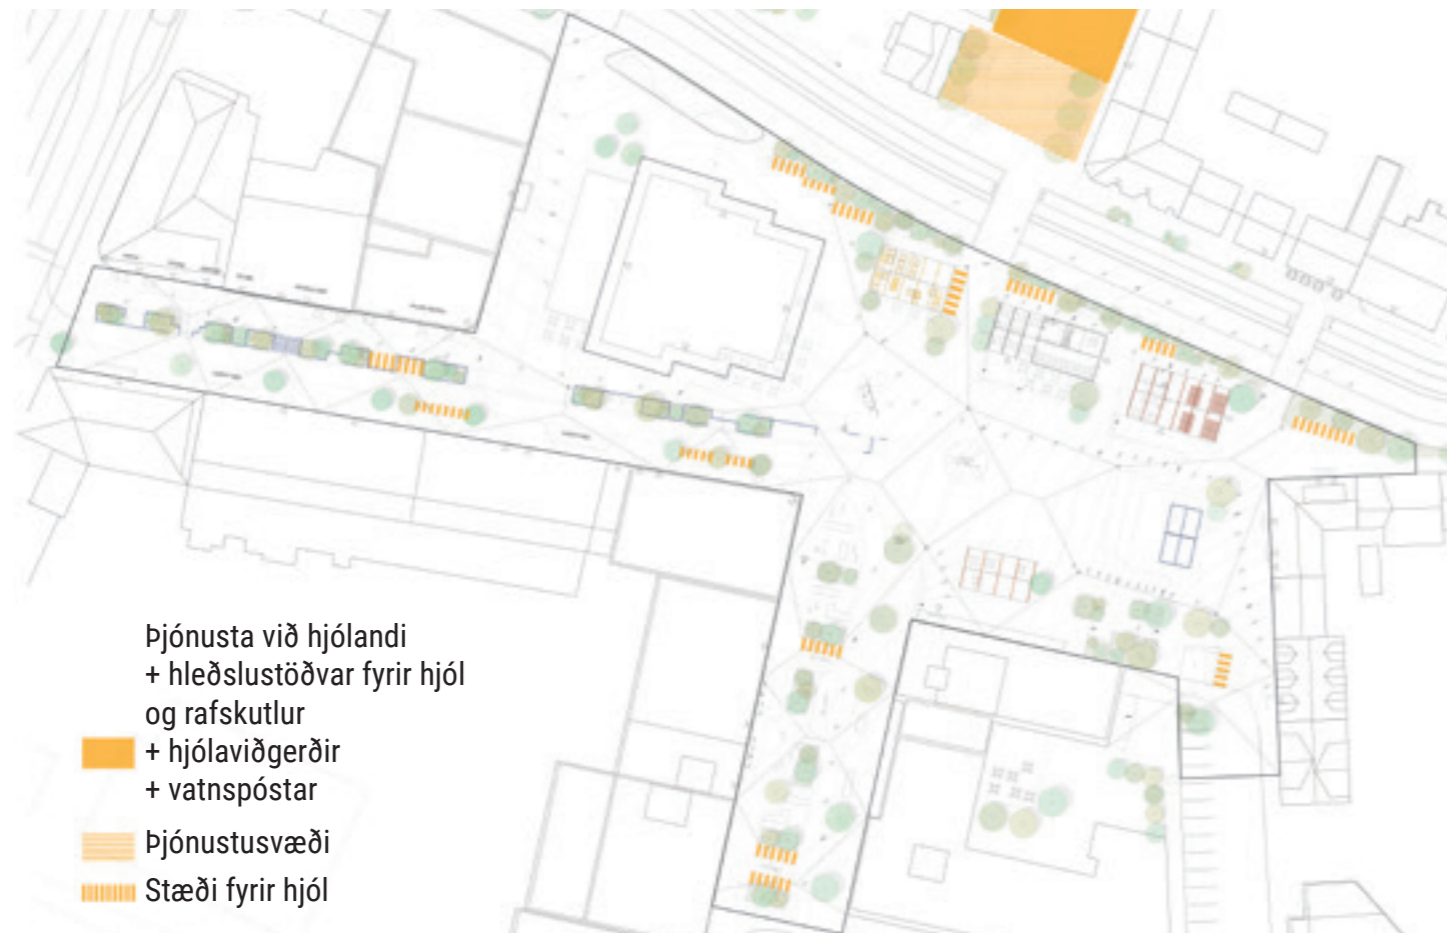 Þjónusta við hjólandi
+ hleðslustöðvar fyrir hjól
og rafskutlur
+ hjólaviðgerðir
+ vatnspóstar
Þjónustusvæði
Stæði fyrir hjól